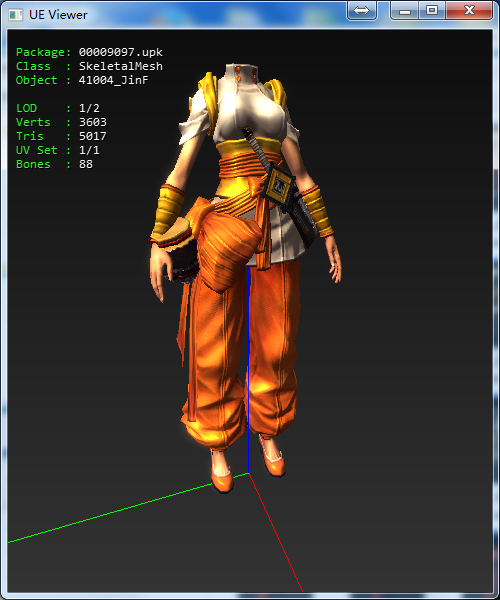 UE Viewer
Package: 00009097.upk
Class : SkeletalMesh
Object : 41004_JinF
LOD : 1/2
Verts : 3603
Tris : 5017
UV Set : 1/1
Bones : 88